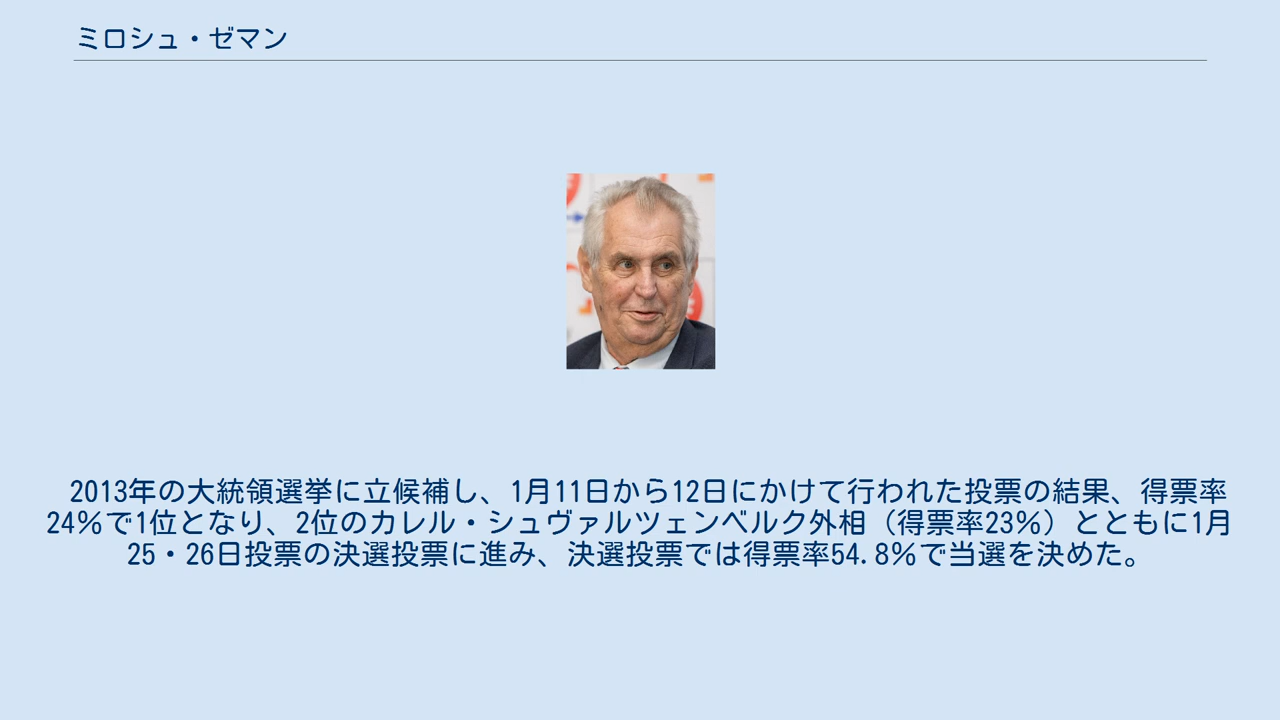 ミロシュ・ゼマン
2013年の大統領選挙に立候補し、1月11日から12日にかけて行われた投票の結果、得票率
24％で1位となり、2位のカレル・シュヴァルツェンベルク外相（得票率23％）とともに1月
25・26日投票の決選投票に進み、決選投票では得票率54.8％で当選を決めた。